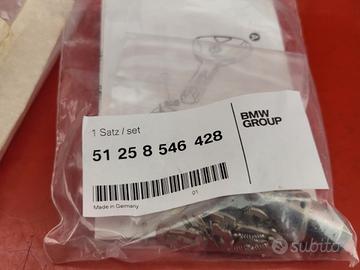 1 Satz / set
51 25 8 546 428
BMW
GROUP
01
Made in Germany
subito